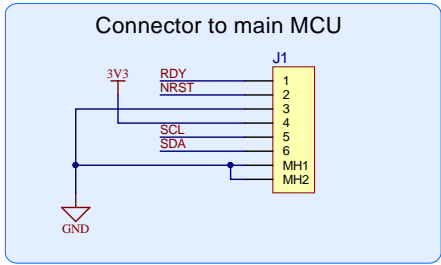 Connector to main MCU
J1
3V3
RDY
1
NRST
2
3
4
SCL
5
SDA
6
MH1
MH2
GND